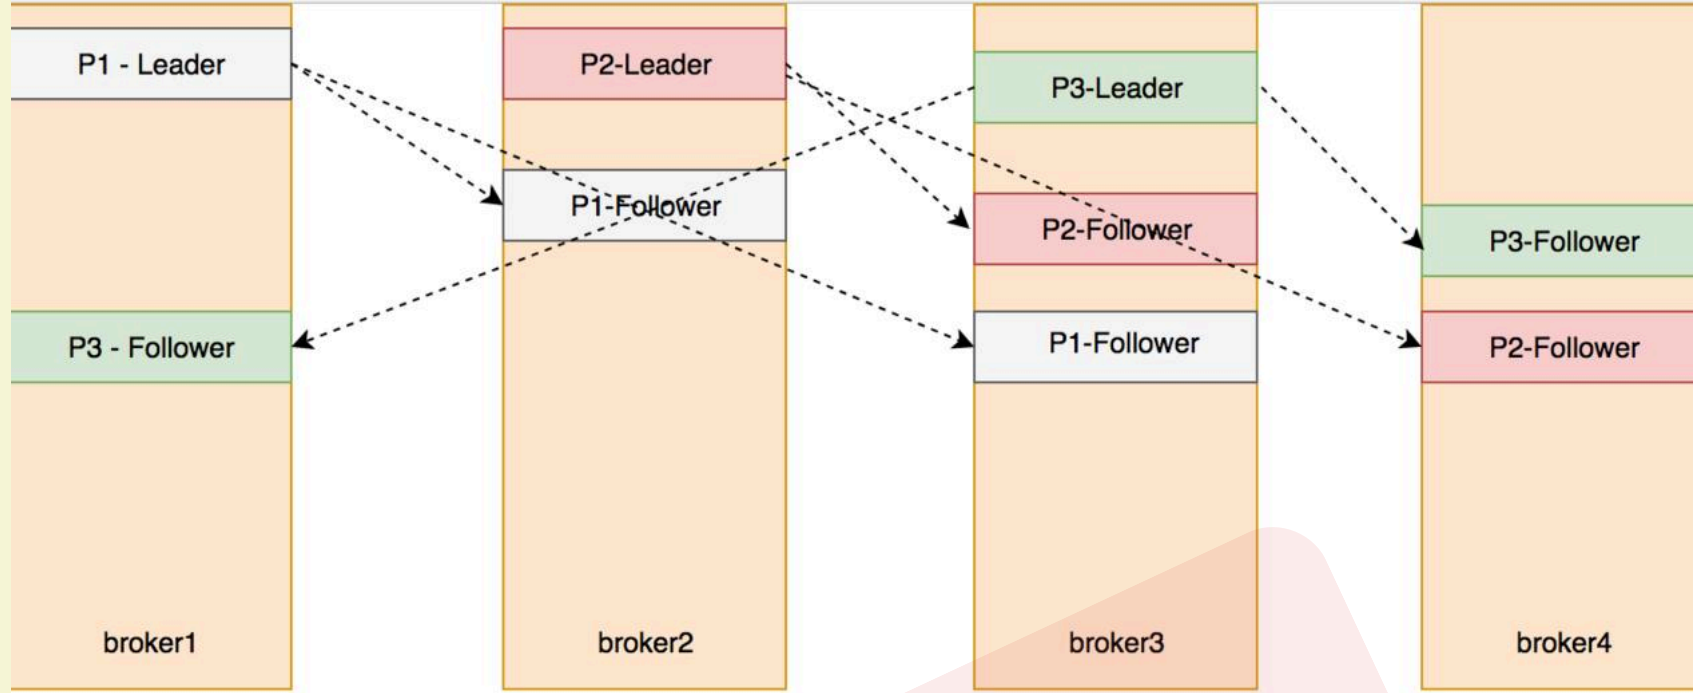 P1 - Leader
P3 - Follower
broker1
P2-Leader
P1-Follower
broker2
P3-Leader
P2-Follower
P1-Follower
broker3
P3-Follower
P2-Follower
broker4